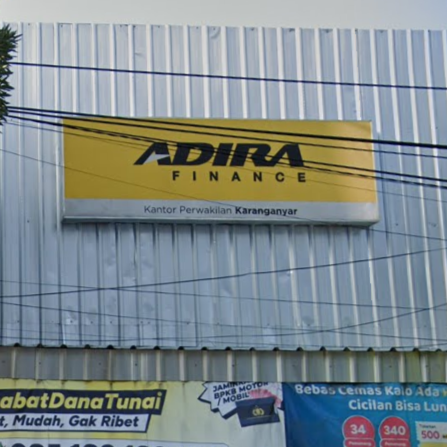 ADIRA
FINANCE
Kantor Perwakilan Karanganyar
abatDanaTunai
t, Mudah, Gak Ribet
BPKB MOTOR
/ MOBIL
Bebas Cemas Kalo Ada
Cicilan Bisa Lun
34
340
500